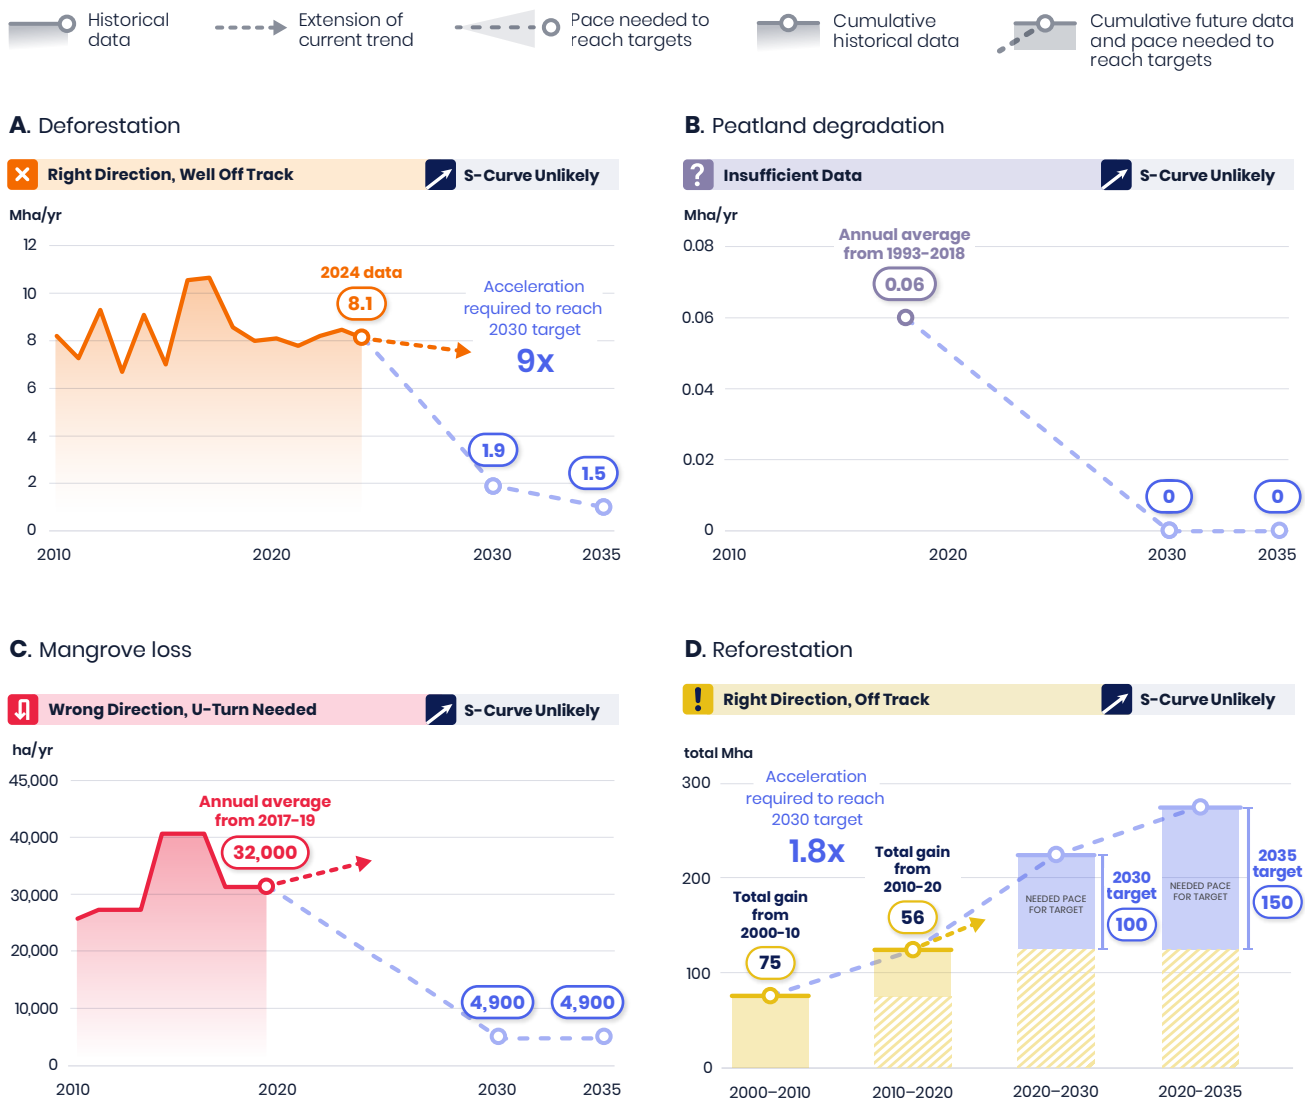 Historical
data
Extension of
current trend
Pace needed to
reach targets
Cumulative
historical data
Cumulative future data
and pace needed to
reach targets
A. Deforestation
Right Direction, Well Off Track
S-Curve Unlikely
Mha/yr
12
10
8
6
4
2
0
2010
2020
2030
2035
2024 data
8.1
Acceleration
required to reach
2030 target
9x
1.9
1.5
B. Peatland degradation
?
Insufficient Data
S-Curve Unlikely
Mha/yr
0.08
0.06
0.04
0.02
0
2010
2020
2030
2035
Annual average
from 1993-2018
0.06
0
0
C. Mangrove loss
Wrong Direction, U-Turn Needed
S-Curve Unlikely
ha/yr
45,000
40,000
30,000
20,000
10,000
0
2010
2020
2030
2035
Annual average
from 2017-19
32,000
4,900
4,900
D. Reforestation
!
Right Direction, Off Track
S-Curve Unlikely
total Mha
300
200
100
0
2000–2010
2010–2020
2020–2030
2020–2035
Acceleration
required to reach
2030 target
1.8x
Total gain
from
2000-10
75
Total gain
from
2010-20
56
NEEDED PACE
FOR TARGET
2030
target
100
NEEDED PACE
FOR TARGET
2035
target
150